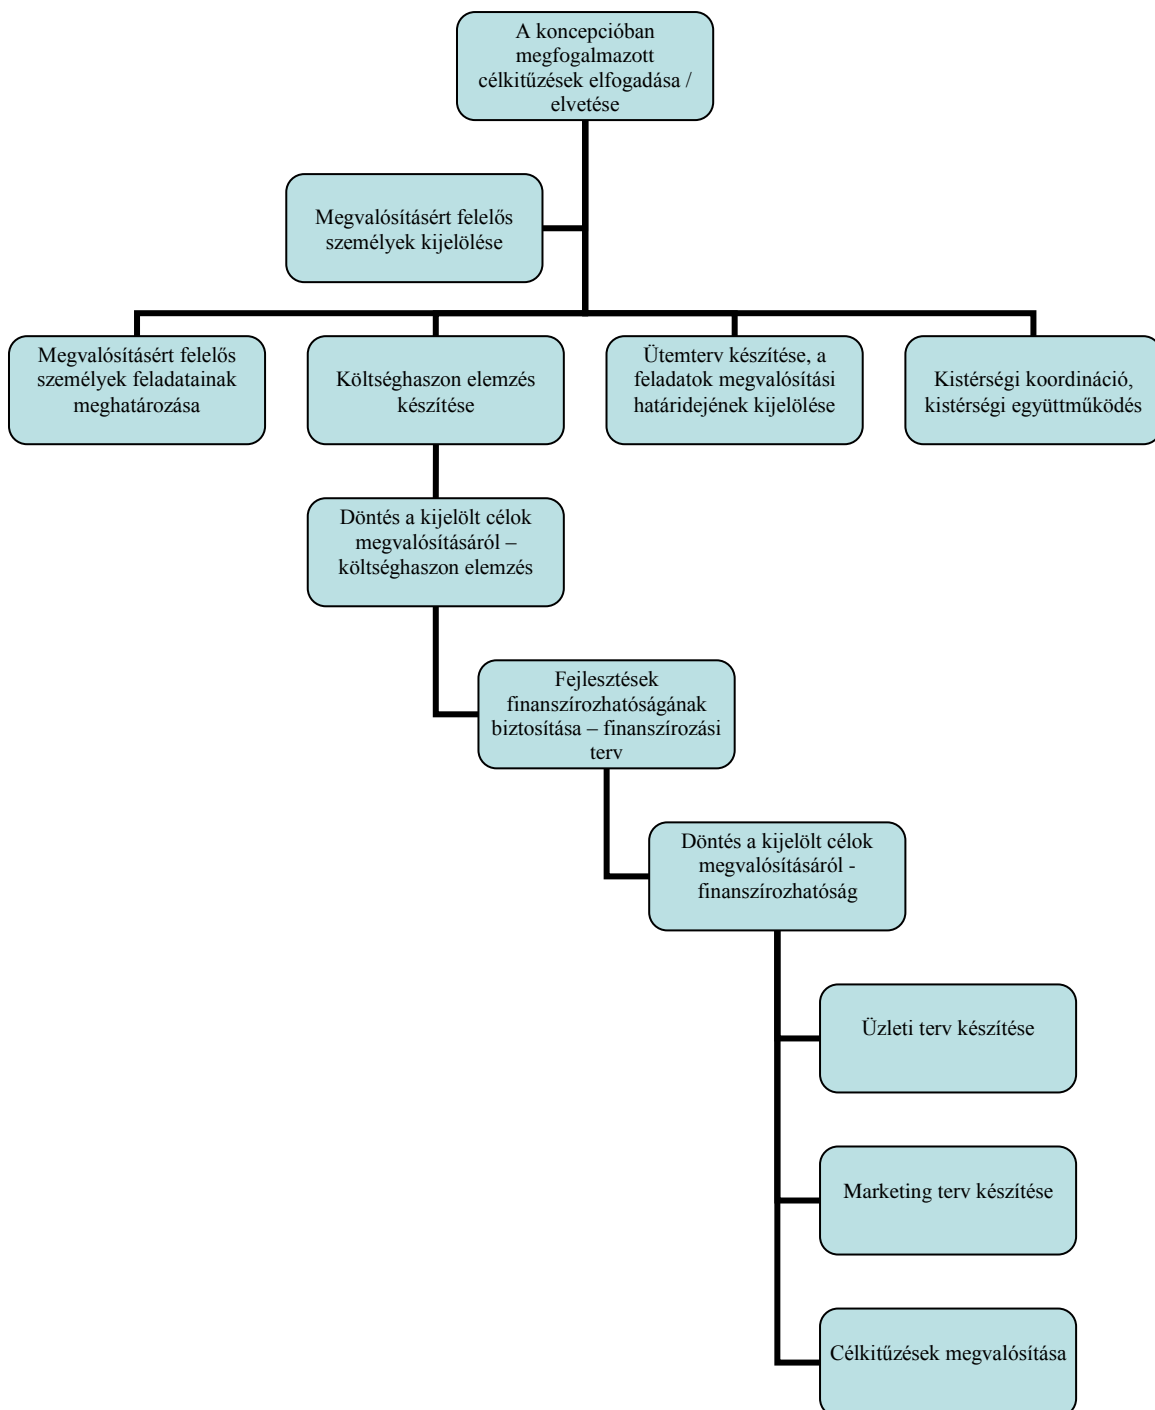 A koncepcióban
megfogalmazott
célkitűzések elfogadása /
elvetése
Megvalósításért felelős
személyek kijelölése
Megvalósításért felelős
személyek feladatainak
meghatározása
Költséghaszon elemzés
készítése
Ütemterv készítése, a
feladatok megvalósítási
határidejének kijelölése
Kistérségi koordináció,
kistérségi együttműködés
Döntés a kijelölt célok
megvalósításáról –
költséghaszon elemzés
Fejlesztések
finanszírozhatóságának
biztosítása – finanszírozási
terv
Döntés a kijelölt célok
megvalósításáról -
finanszírozhatóság
Üzleti terv készítése
Marketing terv készítése
Célkitűzések megvalósítása